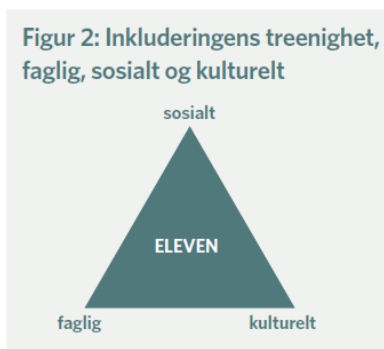 Figur 2: Inkluderingens treenighet,
faglig, sosialt og kulturelt
sosialt
ELEVEN
faglig
kulturelt